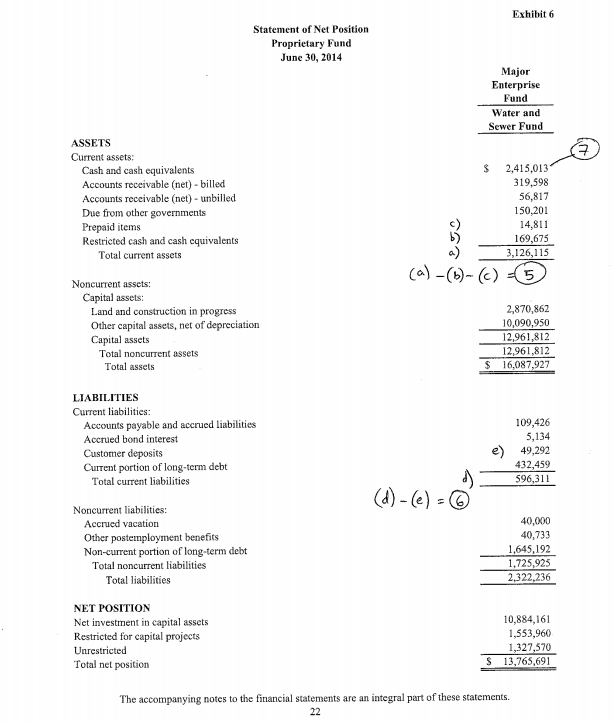 Exhibit 6
Statement of Net Position
Proprietary Fund
June 30, 2014
Major
Enterprise
Fund
Water and
Sewer Fund
ASSETS
Current assets:
Cash and cash equivalents $ 2,415,013 7
Accounts receivable (net) - billed 319,598
Accounts receivable (net) - unbilled 56,817
Due from other governments 150,201
Prepaid items c) 14,811
Restricted cash and cash equivalents b) 169,675
Total current assets a) 3,126,115
(a) - (b) - (c) = 5
Noncurrent assets:
Capital assets:
Land and construction in progress 2,870,862
Other capital assets, net of depreciation 10,090,950
Capital assets 12,961,812
Total noncurrent assets 12,961,812
Total assets $ 16,087,927
LIABILITIES
Current liabilities:
Accounts payable and accrued liabilities 109,426
Accrued bond interest 5,134
Customer deposits e) 49,292
Current portion of long-term debt 432,459
Total current liabilities d) 596,311
(d) - (e) = 6
Noncurrent liabilities:
Accrued vacation 40,000
Other postemployment benefits 40,733
Non-current portion of long-term debt 1,645,192
Total noncurrent liabilities 1,725,925
Total liabilities 2,322,236
NET POSITION
Net investment in capital assets 10,884,161
Restricted for capital projects 1,553,960
Unrestricted 1,327,570
Total net position $ 13,765,691
The accompanying notes to the financial statements are an integral part of these statements.
22